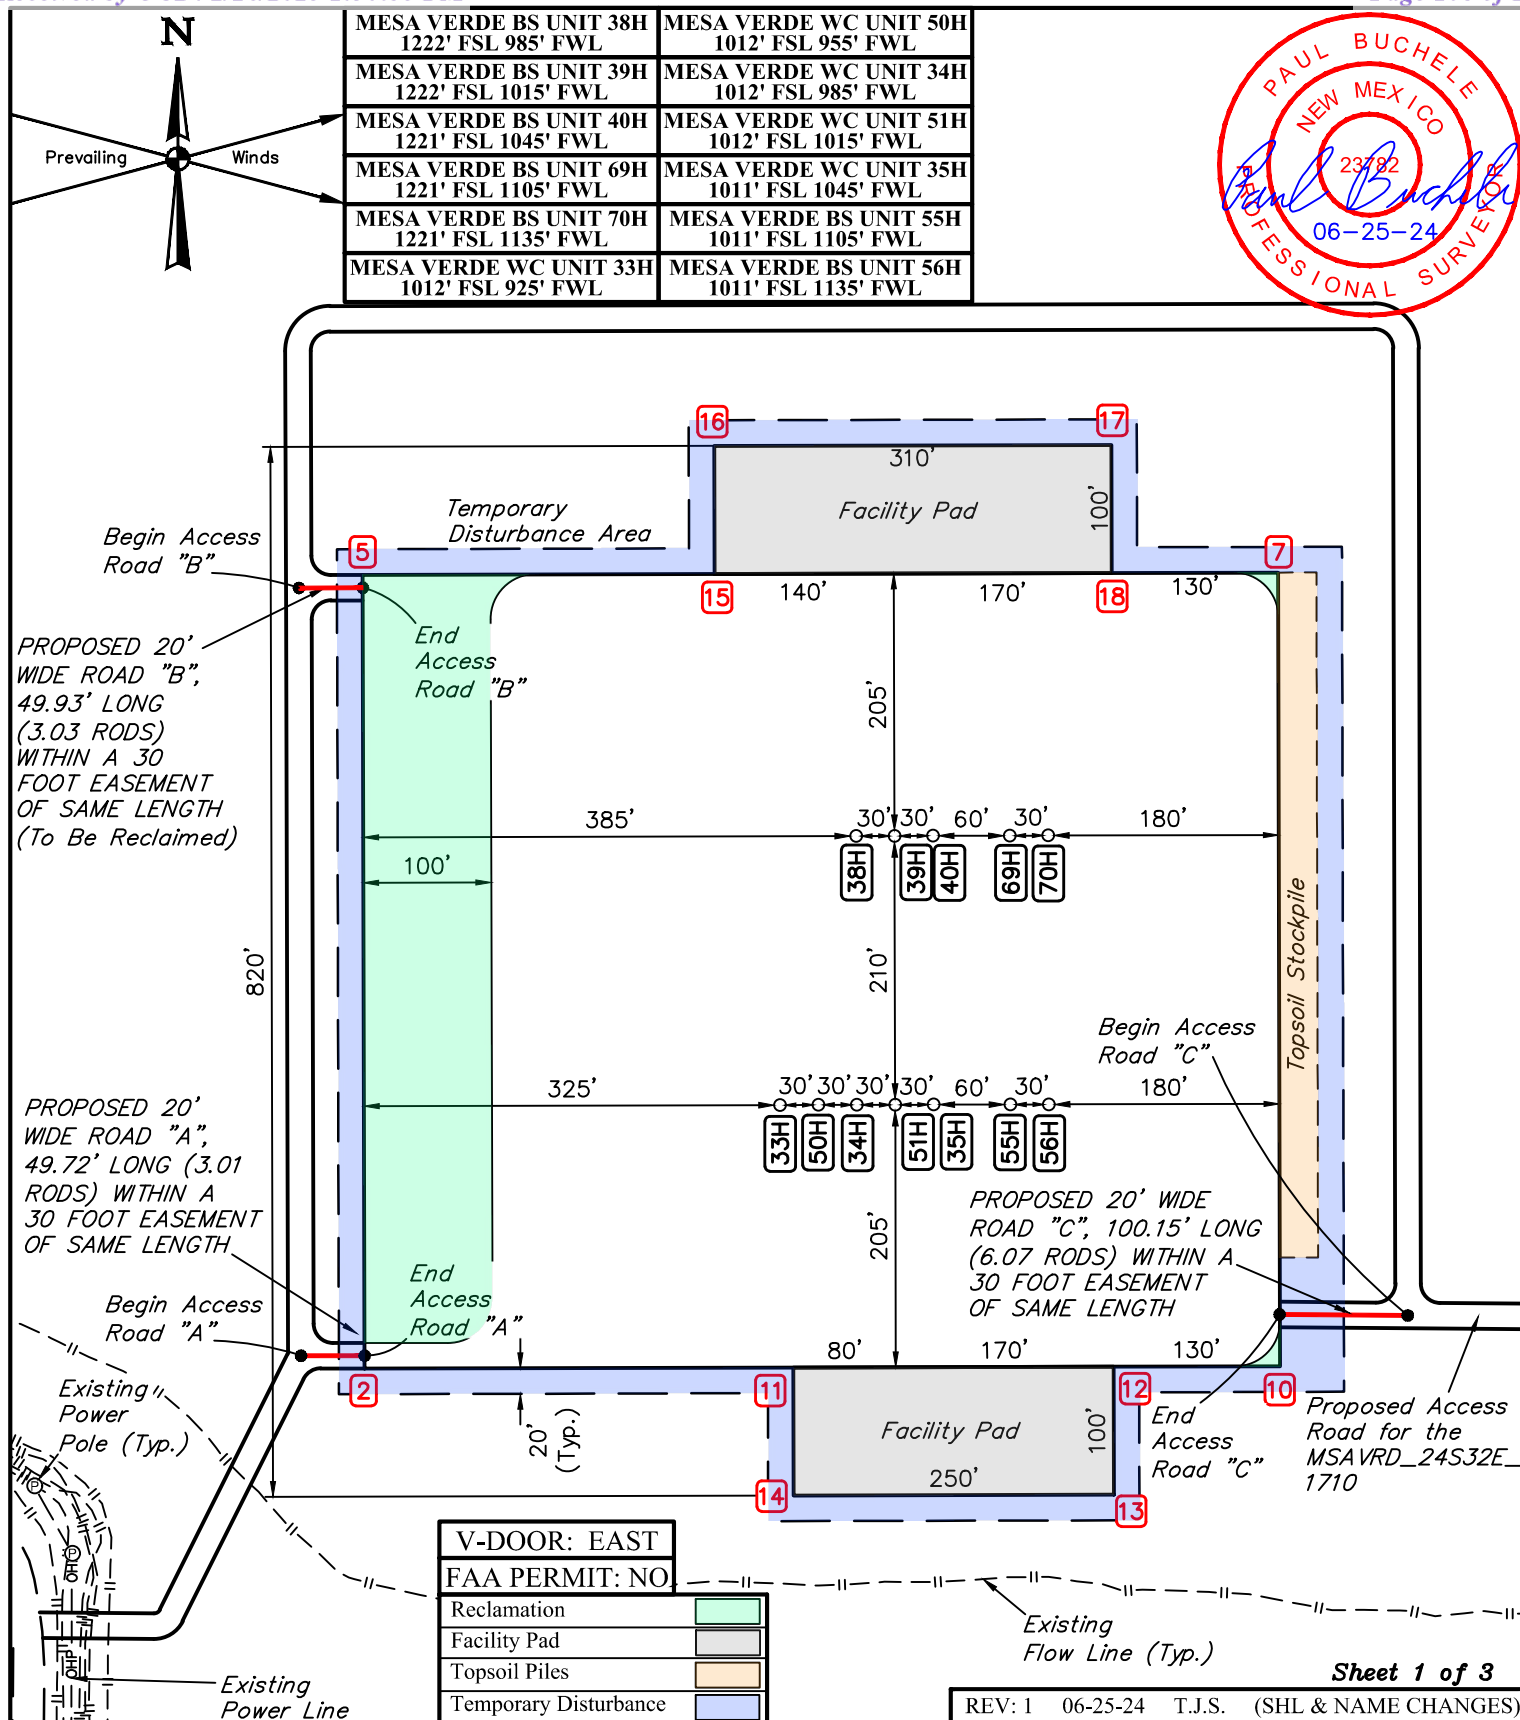 N
Prevailing Winds
MESA VERDE BS UNIT 38H
1222' FSL 985' FWL
MESA VERDE WC UNIT 50H
1012' FSL 955' FWL
MESA VERDE BS UNIT 39H
1222' FSL 1015' FWL
MESA VERDE WC UNIT 34H
1012' FSL 985' FWL
MESA VERDE BS UNIT 40H
1221' FSL 1045' FWL
MESA VERDE WC UNIT 51H
1012' FSL 1015' FWL
MESA VERDE BS UNIT 69H
1221' FSL 1105' FWL
MESA VERDE WC UNIT 35H
1011' FSL 1045' FWL
MESA VERDE BS UNIT 70H
1221' FSL 1135' FWL
MESA VERDE BS UNIT 55H
1011' FSL 1105' FWL
MESA VERDE WC UNIT 33H
1012' FSL 925' FWL
MESA VERDE BS UNIT 56H
1011' FSL 1135' FWL
PAUL BUCHELE
NEW MEXICO
23782
Paul Buchele
06-25-24
PROFESSIONAL SURVEYOR
16
17
310'
Facility Pad
100'
Temporary
Disturbance Area
Begin Access
Road "B"
5
7
15
140'
170'
18
130'
End
Access
Road "B"
PROPOSED 20'
WIDE ROAD "B",
49.93' LONG
(3.03 RODS)
WITHIN A 30
FOOT EASEMENT
OF SAME LENGTH
(To Be Reclaimed)
205'
385'
30'
30'
60'
30'
180'
38H
39H
40H
69H
70H
100'
820'
210'
Topsoil Stockpile
Begin Access
Road "C"
325'
30'
30'
30'
30'
60'
30'
180'
33H
50H
34H
51H
35H
55H
56H
PROPOSED 20'
WIDE ROAD "A",
49.72' LONG (3.01
RODS) WITHIN A
30 FOOT EASEMENT
OF SAME LENGTH
PROPOSED 20' WIDE
ROAD "C", 100.15' LONG
(6.07 RODS) WITHIN A
30 FOOT EASEMENT
OF SAME LENGTH
205'
Begin Access
Road "A"
End
Access
Road "A"
80'
170'
130'
2
11
12
10
20'
(Typ.)
Facility Pad
100'
250'
14
13
End
Access
Road "C"
Proposed Access
Road for the
MSAVRD_24S32E_
1710
Existing
Power
Pole (Typ.)
P
P
OHP
OHP
V-DOOR: EAST
FAA PERMIT: NO
Reclamation
Facility Pad
Topsoil Piles
Temporary Disturbance
Existing
Flow Line (Typ.)
Existing
Power Line
Sheet 1 of 3
REV: 1 06-25-24 T.J.S. (SHL & NAME CHANGES)